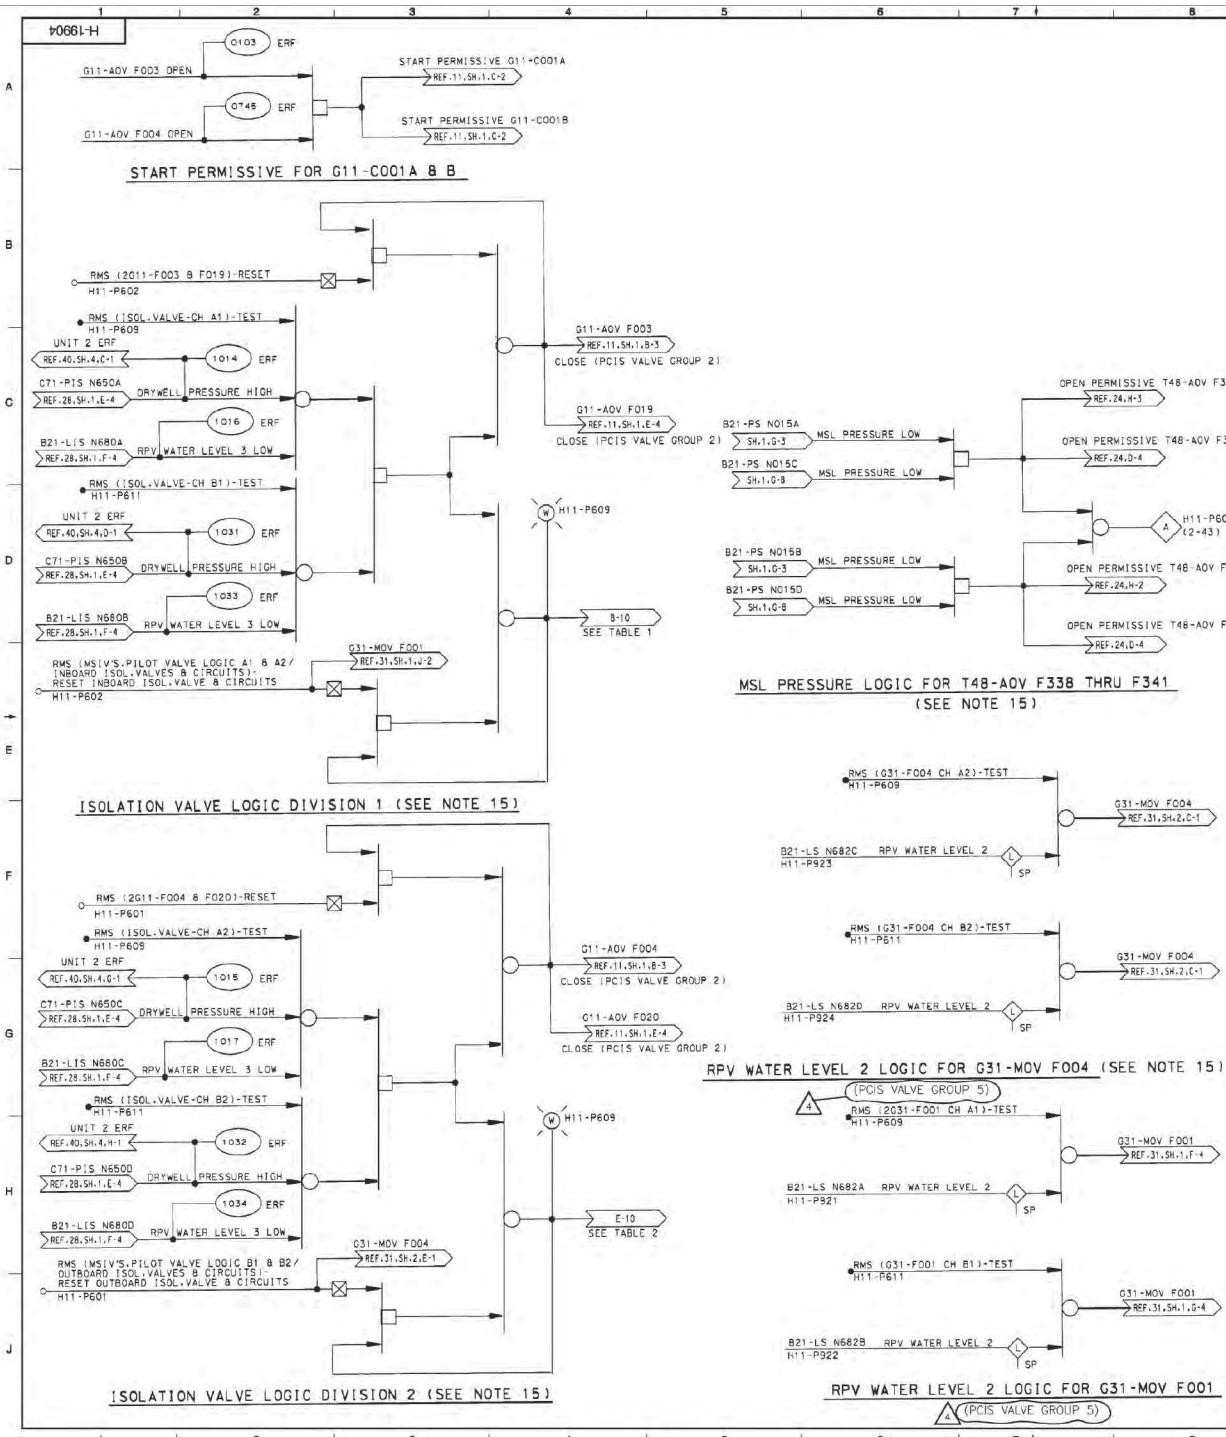 1 2 3 4 5 6 7 8
H-19904
A
0103 ERF
G11-AOV F003 OPEN
START PERMISSIVE G11-C001A
REF.11,SH.1,C-2
0745 ERF
G11-AOV F004 OPEN
START PERMISSIVE G11-C001B
REF.11,SH.1,C-2
START PERMISSIVE FOR G11-C001A & B
B
RMS (2G11-F003 & F019)-RESET
H11-P602
RMS (ISOL.VALVE-CH A1)-TEST
H11-P609
UNIT 2 ERF
REF.40,SH.4,C-1
1014 ERF
C
C71-PIS N650A
REF.28,SH.1,E-4
DRYWELL PRESSURE HIGH
1016 ERF
B21-LIS N680A
REF.28,SH.1,F-4
RPV WATER LEVEL 3 LOW
RMS (ISOL.VALVE-CH B1)-TEST
H11-P611
UNIT 2 ERF
REF.40,SH.4,D-1
1031 ERF
D
C71-PIS N650B
REF.28,SH.1,E-4
DRYWELL PRESSURE HIGH
1033 ERF
B21-LIS N680B
REF.28,SH.1,F-4
RPV WATER LEVEL 3 LOW
RMS (MSIV'S.PILOT VALVE LOGIC A1 & A2/
INBOARD ISOL.VALVES & CIRCUITS)-
RESET INBOARD ISOL.VALVE & CIRCUITS
H11-P602
G31-MOV F001
REF.31,SH.1,J-2
G11-AOV F003
REF.11,SH.1,B-3
CLOSE (PCIS VALVE GROUP 2)
G11-AOV F019
REF.11,SH.1,E-4
CLOSE (PCIS VALVE GROUP 2)
W H11-P609
B-10
SEE TABLE 1
E
ISOLATION VALVE LOGIC DIVISION 1 (SEE NOTE 15)
B21-PS N015A
SH.1,G-3
MSL PRESSURE LOW
B21-PS N015C
SH.1,G-8
MSL PRESSURE LOW
B21-PS N015B
SH.1,G-3
MSL PRESSURE LOW
B21-PS N015D
SH.1,G-8
MSL PRESSURE LOW
OPEN PERMISSIVE T48-AOV F3
REF.24,H-3
OPEN PERMISSIVE T48-AOV F3
REF.24,D-4
A H11-P60
(2-43)
OPEN PERMISSIVE T48-AOV F
REF.24,H-2
OPEN PERMISSIVE T48-AOV F
REF.24,D-4
MSL PRESSURE LOGIC FOR T48-AOV F338 THRU F341
(SEE NOTE 15)
F
RMS (2G11-F004 & F020)-RESET
H11-P601
RMS (ISOL.VALVE-CH A2)-TEST
H11-P609
UNIT 2 ERF
REF.40,SH.4,G-1
1015 ERF
G
C71-PIS N650C
REF.28,SH.1,E-4
DRYWELL PRESSURE HIGH
1017 ERF
B21-LIS N680C
REF.28,SH.1,F-4
RPV WATER LEVEL 3 LOW
RMS (ISOL.VALVE-CH B2)-TEST
H11-P611
UNIT 2 ERF
REF.40,SH.4,H-1
1032 ERF
H
C71-PIS N650D
REF.28,SH.1,E-4
DRYWELL PRESSURE HIGH
1034 ERF
B21-LIS N680D
REF.28,SH.1,F-4
RPV WATER LEVEL 3 LOW
RMS (MSIV'S.PILOT VALVE LOGIC B1 & B2/
OUTBOARD ISOL.VALVES & CIRCUITS)-
RESET OUTBOARD ISOL.VALVE & CIRCUITS
H11-P601
G31-MOV F004
REF.31,SH.2,E-1
G11-AOV F004
REF.11,SH.1,B-3
CLOSE (PCIS VALVE GROUP 2)
G11-AOV F020
REF.11,SH.1,E-4
CLOSE (PCIS VALVE GROUP 2)
W H11-P609
E-10
SEE TABLE 2
J
ISOLATION VALVE LOGIC DIVISION 2 (SEE NOTE 15)
RMS (G31-F004 CH A2)-TEST
H11-P609
G31-MOV F004
REF.31,SH.2,C-1
B21-LS N682C RPV WATER LEVEL 2
H11-P923
L
SP
RMS (G31-F004 CH B2)-TEST
H11-P611
G31-MOV F004
REF.31,SH.2,C-1
B21-LS N682D RPV WATER LEVEL 2
H11-P924
L
SP
RPV WATER LEVEL 2 LOGIC FOR G31-MOV F004 (SEE NOTE 15)
4 (PCIS VALVE GROUP 5)
RMS (2G31-F001 CH A1)-TEST
H11-P609
G31-MOV F001
REF.31,SH.1,F-4
B21-LS N682A RPV WATER LEVEL 2
H11-P921
L
SP
RMS (G31-F001 CH B1)-TEST
H11-P611
G31-MOV F001
REF.31,SH.1,G-4
B21-LS N682B RPV WATER LEVEL 2
H11-P922
L
SP
RPV WATER LEVEL 2 LOGIC FOR G31-MOV F001
4 (PCIS VALVE GROUP 5)